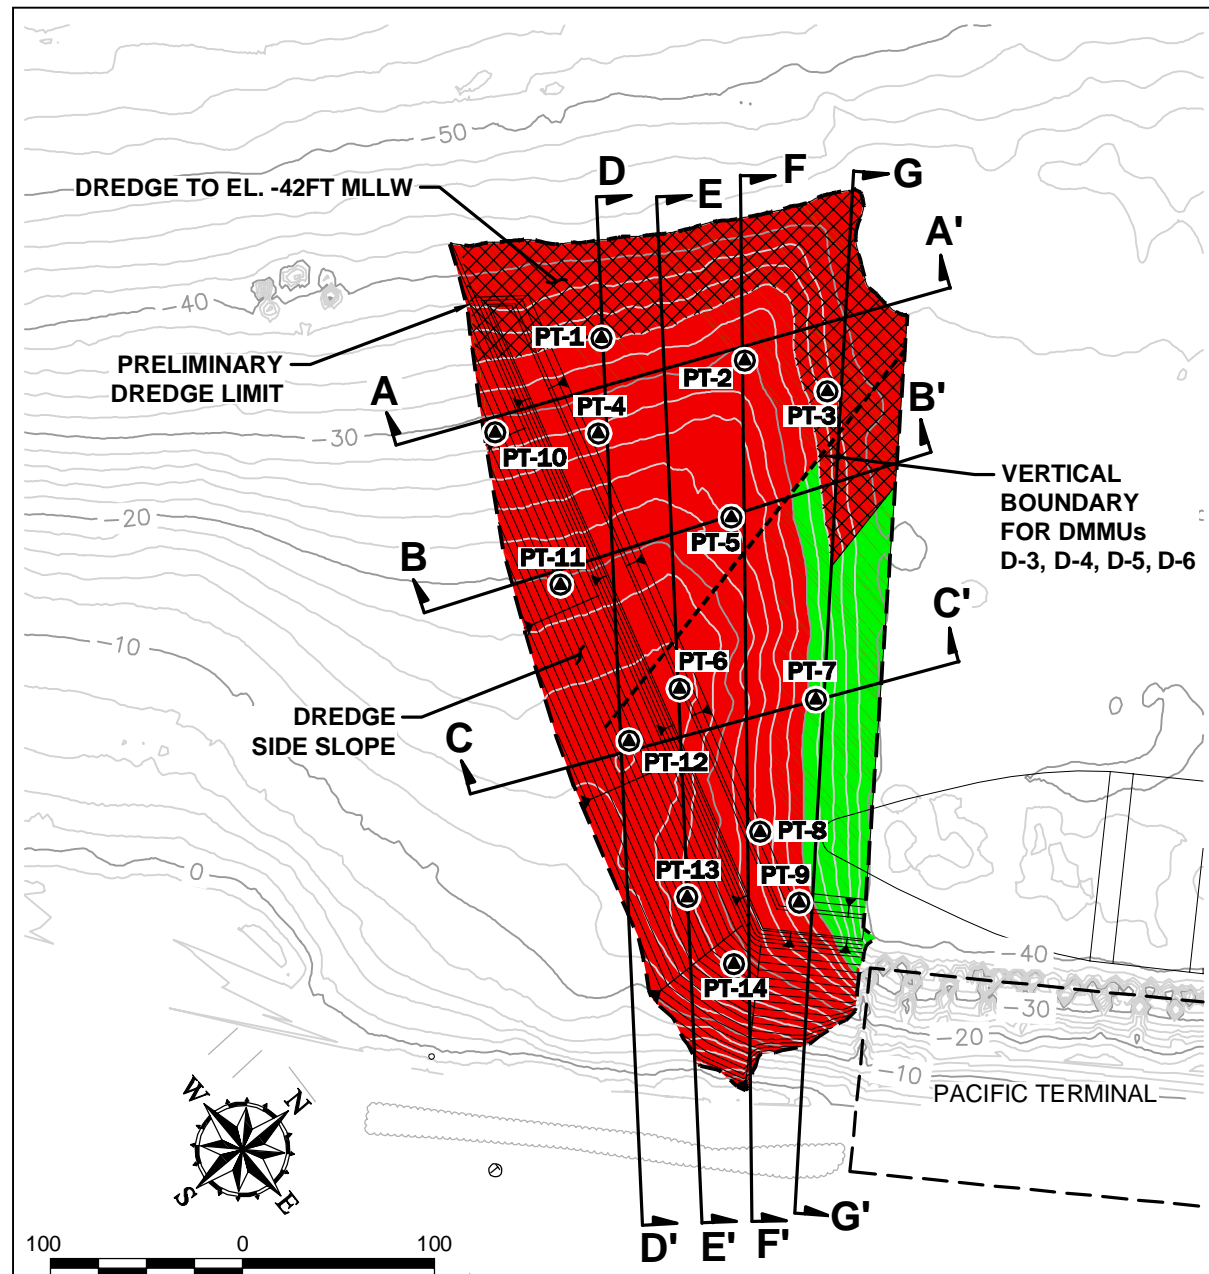 -50
D
E
F
G
DREDGE TO EL. -42FT MLLW
A'
-40
PT-1
PRELIMINARY
DREDGE LIMIT
PT-2
A
PT-4
PT-3
B'
-30
PT-10
VERTICAL
BOUNDARY
FOR DMMUs
D-3, D-4, D-5, D-6
-20
PT-5
B
PT-11
C'
-10
PT-6
PT-7
DREDGE
SIDE SLOPE
C
PT-12
PT-8
0
PT-13
PT-9
-40
PT-14
-30
-20
-10
PACIFIC TERMINAL
W
N
S
E
D'
E'
F'
G'
100 0 100